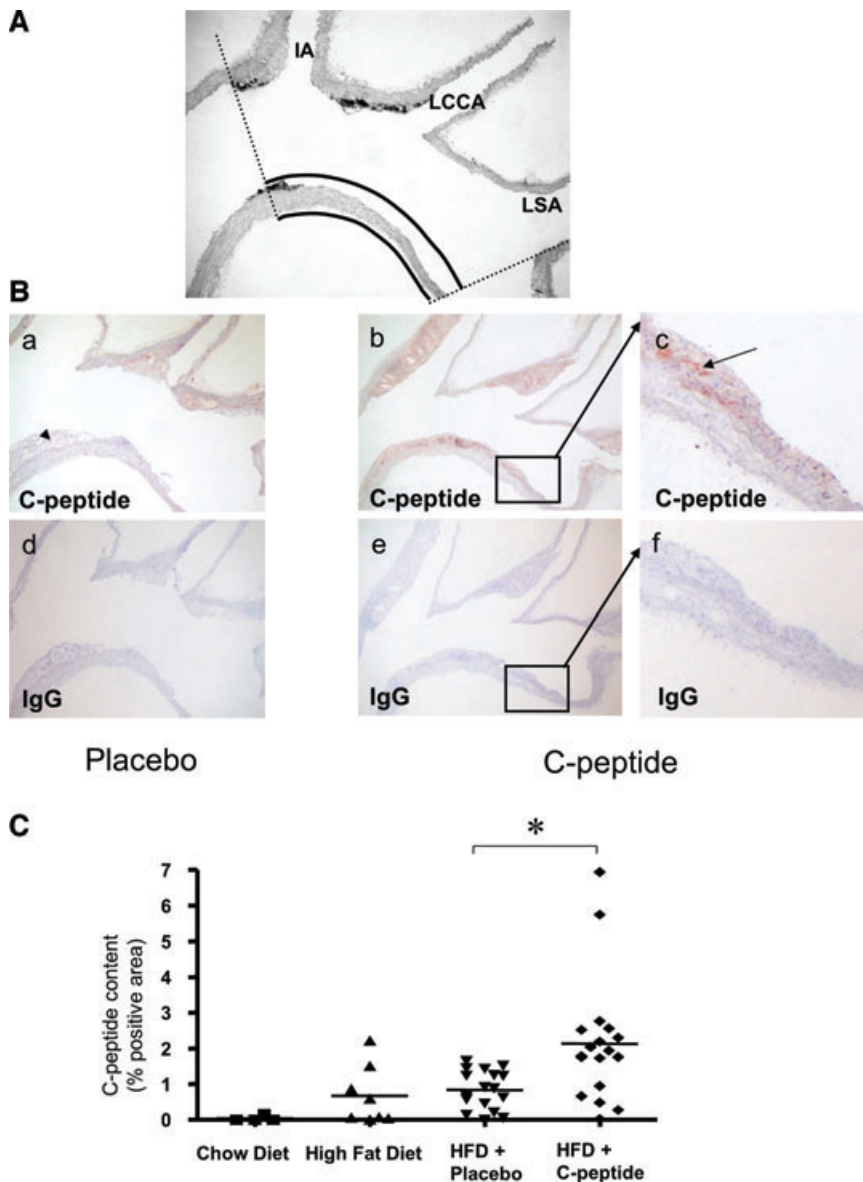 A
IA
LCCA
LSA
B
a
C-peptide
b
C-peptide
c
C-peptide
d
IgG
e
IgG
f
IgG
Placebo
C-peptide
C
*
7
6
5
4
3
2
1
0
C-peptide content
(% positive area)
Chow Diet
High Fat Diet
HFD +
Placebo
HFD +
C-peptide